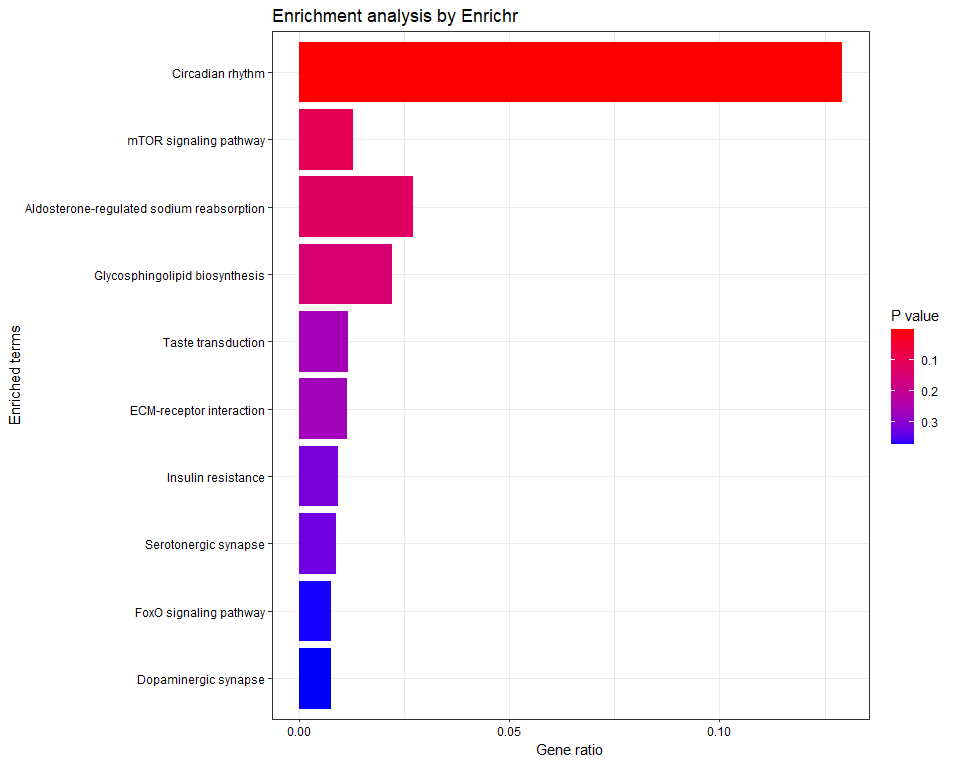 Enrichment analysis by Enrichr
Circadian rhythm
mTOR signaling pathway
Aldosterone-regulated sodium reabsorption
Glycosphingolipid biosynthesis
Taste transduction
ECM-receptor interaction
Insulin resistance
Serotonergic synapse
FoxO signaling pathway
Dopaminergic synapse
Enriched terms
0.00 0.05 0.10
Gene ratio
P value
0.1
0.2
0.3